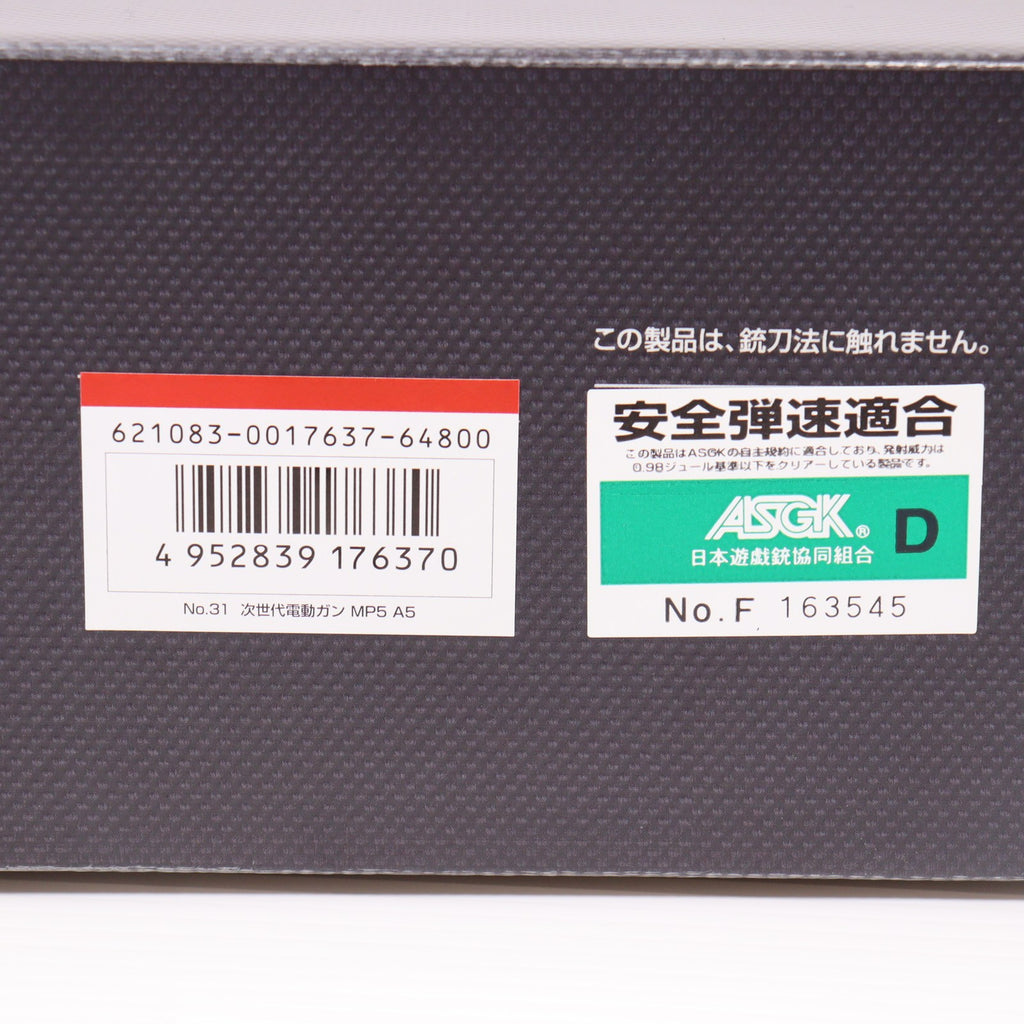 この製品は、銃刀法に触れません。
621083-0017637-64800
4 952839 176370
No.31 次世代電動ガン MP5 A5
安全弾速適合
この製品はASGKの自主規約に適合しており、発射威力は
0.98ジュール基準以下をクリアーしている製品です。
ASGK® D
日本遊戯銃協同組合
No. F 163545